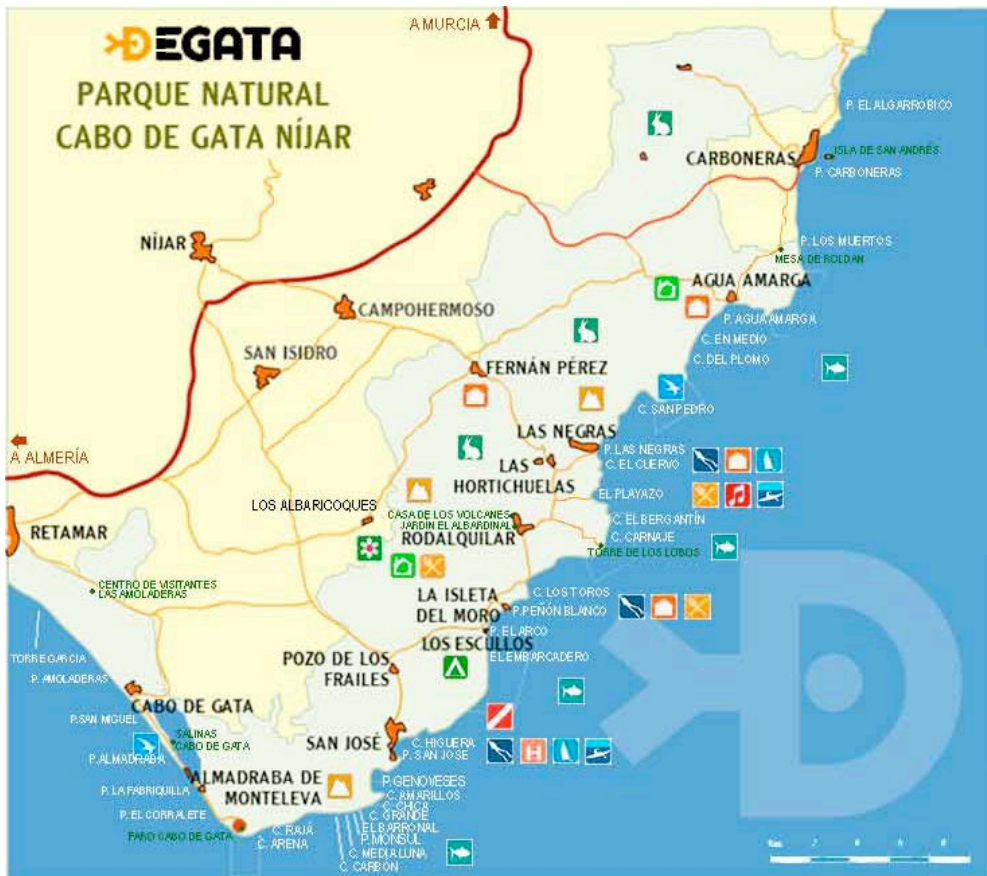 A MURCIA
DEGATA
PARQUE NATURAL
CABO DE GATA NÍJAR
P. EL ALGARROBICO
CARBONERAS
ISLA DE SAN ANDRÉS
P. CARBONERAS
NÍJAR
P. LOS MUERTOS
MESA DE ROLDAN
AGUA AMARGA
CAMPOHERMOSO
P. AGUA AMARGA
C. EN MEDIO
SAN ISIDRO
C. DEL PLOMO
FERNÁN PÉREZ
C. SAN PEDRO
LAS NEGRAS
A ALMERÍA
P. LAS NEGRAS
C. EL CUERVO
LAS
HORTICHUELAS
EL PLAYAZO
LOS ALBARICOQUES
CASA DE LOS VOLCANES
JARDIN EL ALBARDINAL
RODALQUILAR
C. EL BERGANTÍN
C. CARNAJE
TORRE DE LOS LOBOS
RETAMAR
CENTRO DE VISITANTES
LAS AMOLADERAS
LA ISLETA
DEL MORO
C. LOS TOROS
P. PEÑÓN BLANCO
P. EL ARCO
LOS ESCULLOS
EL EMBARCADERO
TORRE GARCIA
POZO DE LOS
FRAILES
P. AMOLADERAS
CABO DE GATA
P. SAN MIGUEL
SALINAS
CABO DE GATA
P. ALMADRABA
SAN JOSÉ
C. HIGUERA
P. SAN JOSE
H
ALMADRABA DE
MONTELEVA
P. LA FABRIQUILLA
P. GENOVESES
C. AMARILLOS
C. CHICA
C. GRANDE
EL BARRONAL
P. MONSUL
C. MEDIA LUNA
C. CARBON
P. EL CORRALETE
FARO CABO DE GATA
C. RAJÁ
C. ARENA
D